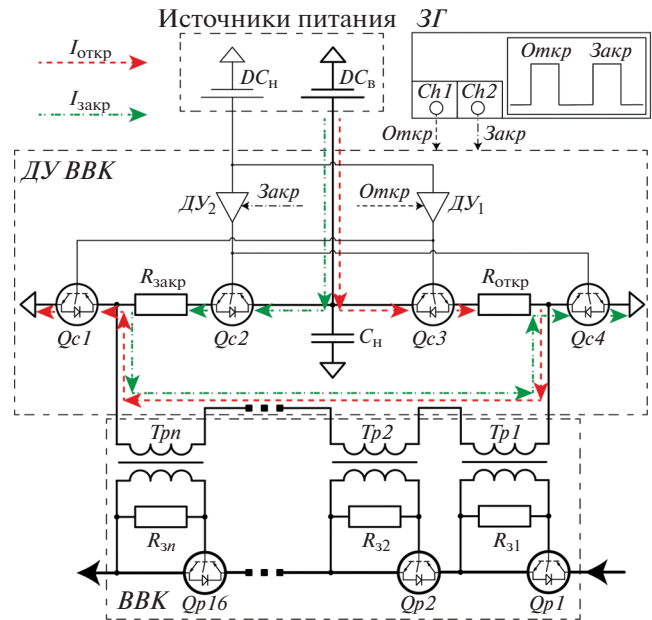 Источники питания
ЗГ
Iоткр
Iзакр
DCн
DCв
Откр
Закр
Ch1
Ch2
Откр
Закр
ДУ ВВК
ДУ2
Закр
Откр
ДУ1
Rзакр
Rоткр
Qc1
Qc2
Cн
Qc3
Qc4
Трn
Тр2
Тр1
Rзn
Rз2
Rз1
ВВК
Qp16
Qp2
Qp1